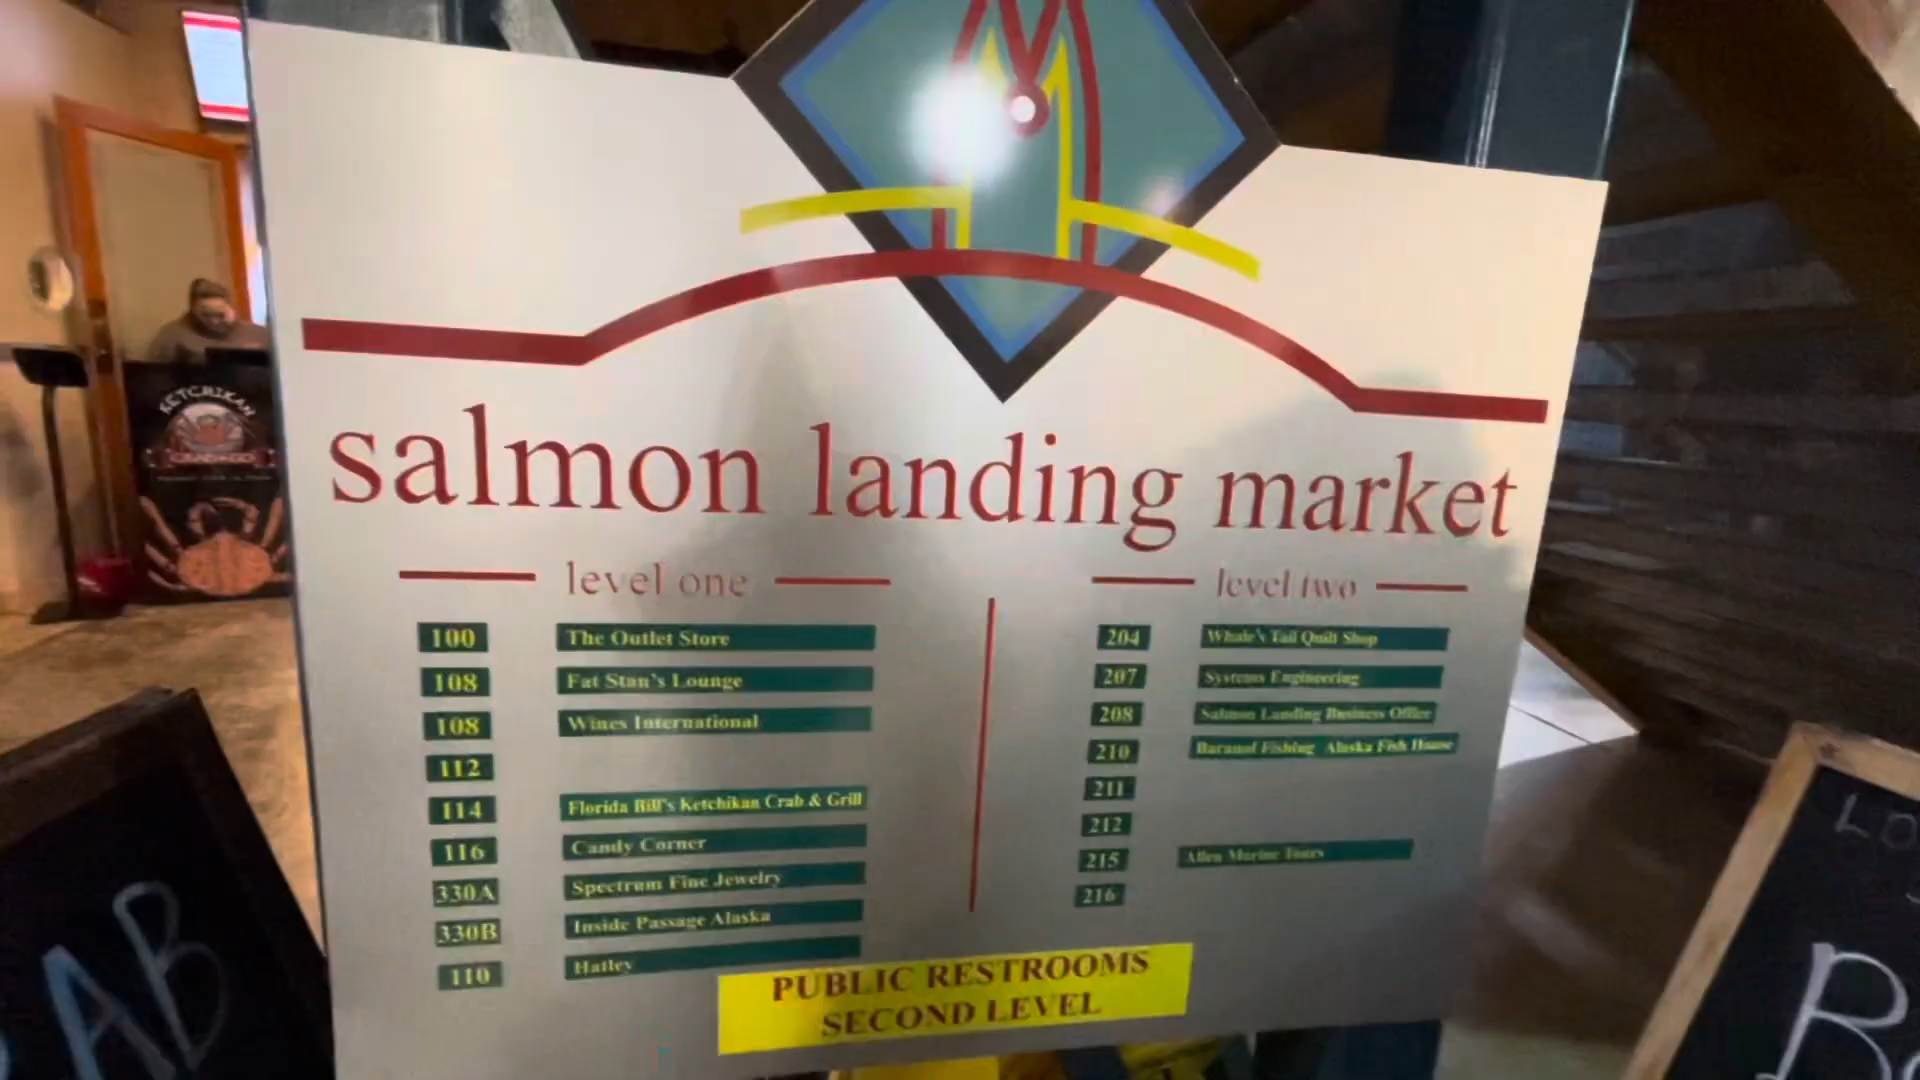 salmon landing market
level one
100 The Outlet Store
108 Fat Stan's Lounge
108 Wines International
112
114 Florida Bill's Ketchikan Crab & Grill
116 Candy Corner
330A Spectrum Fine Jewelry
330B Inside Passage Alaska
110 Hatley
level two
204 Whale's Tail Quilt Shop
207 Systems Engineering
208 Salmon Landing Business Office
210 Baranof Fishing Alaska Fish House
211
212
215 Allen Marine Tours
216
PUBLIC RESTROOMS
SECOND LEVEL
KETCHIKAN
AB
LO
B